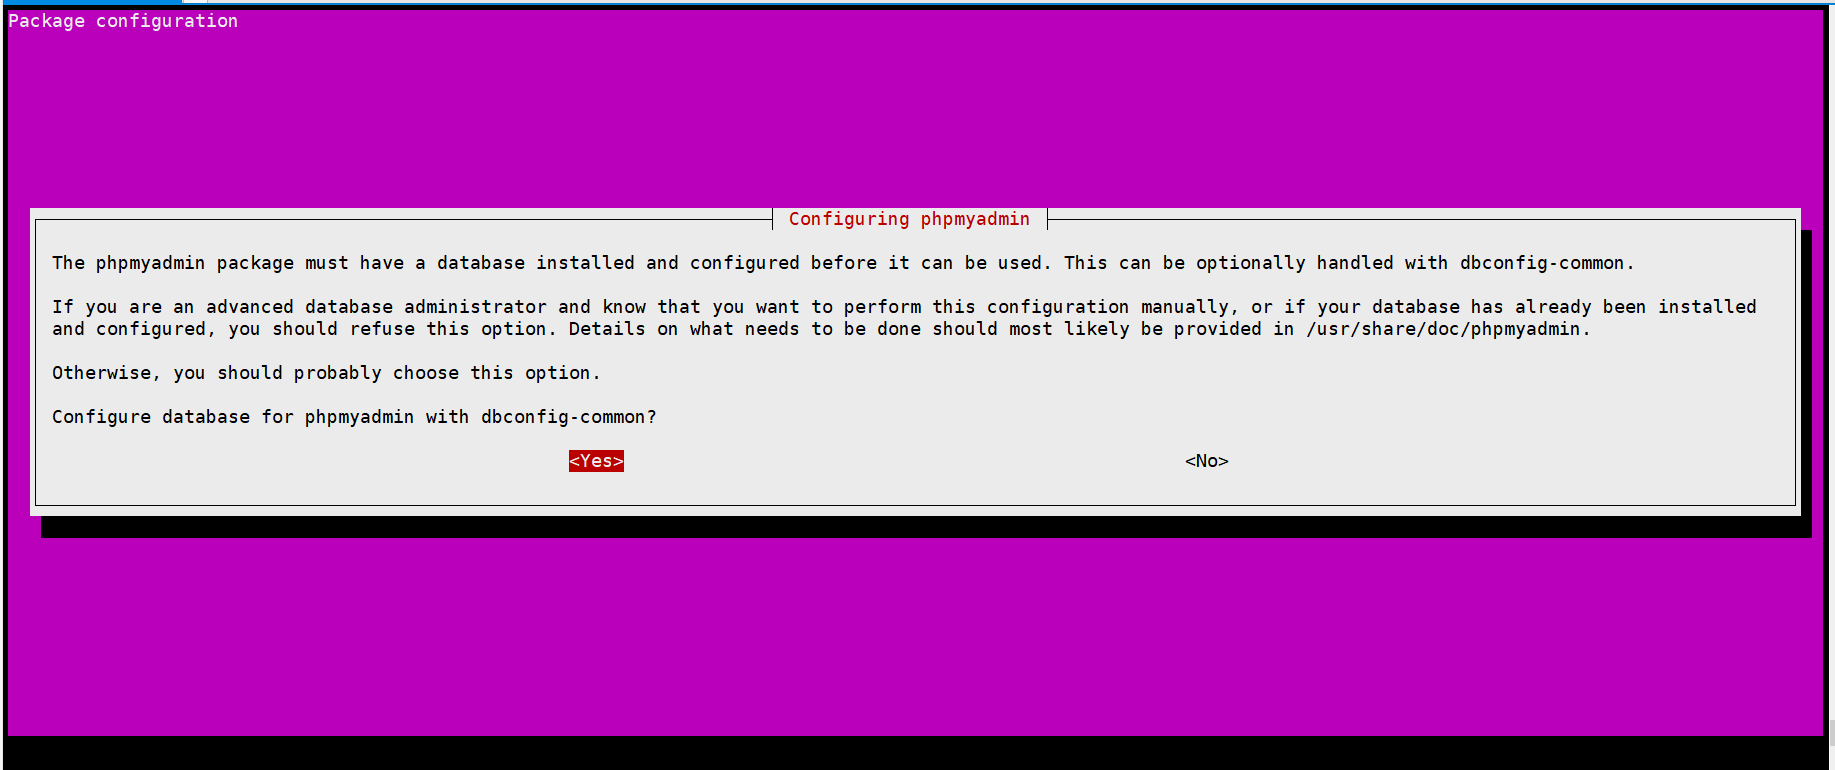 Package configuration
Configuring phpmyadmin
The phpmyadmin package must have a database installed and configured before it can be used. This can be optionally handled with dbconfig-common.
If you are an advanced database administrator and know that you want to perform this configuration manually, or if your database has already been installed
and configured, you should refuse this option. Details on what needs to be done should most likely be provided in /usr/share/doc/phpmyadmin.
Otherwise, you should probably choose this option.
Configure database for phpmyadmin with dbconfig-common?
<Yes> <No>